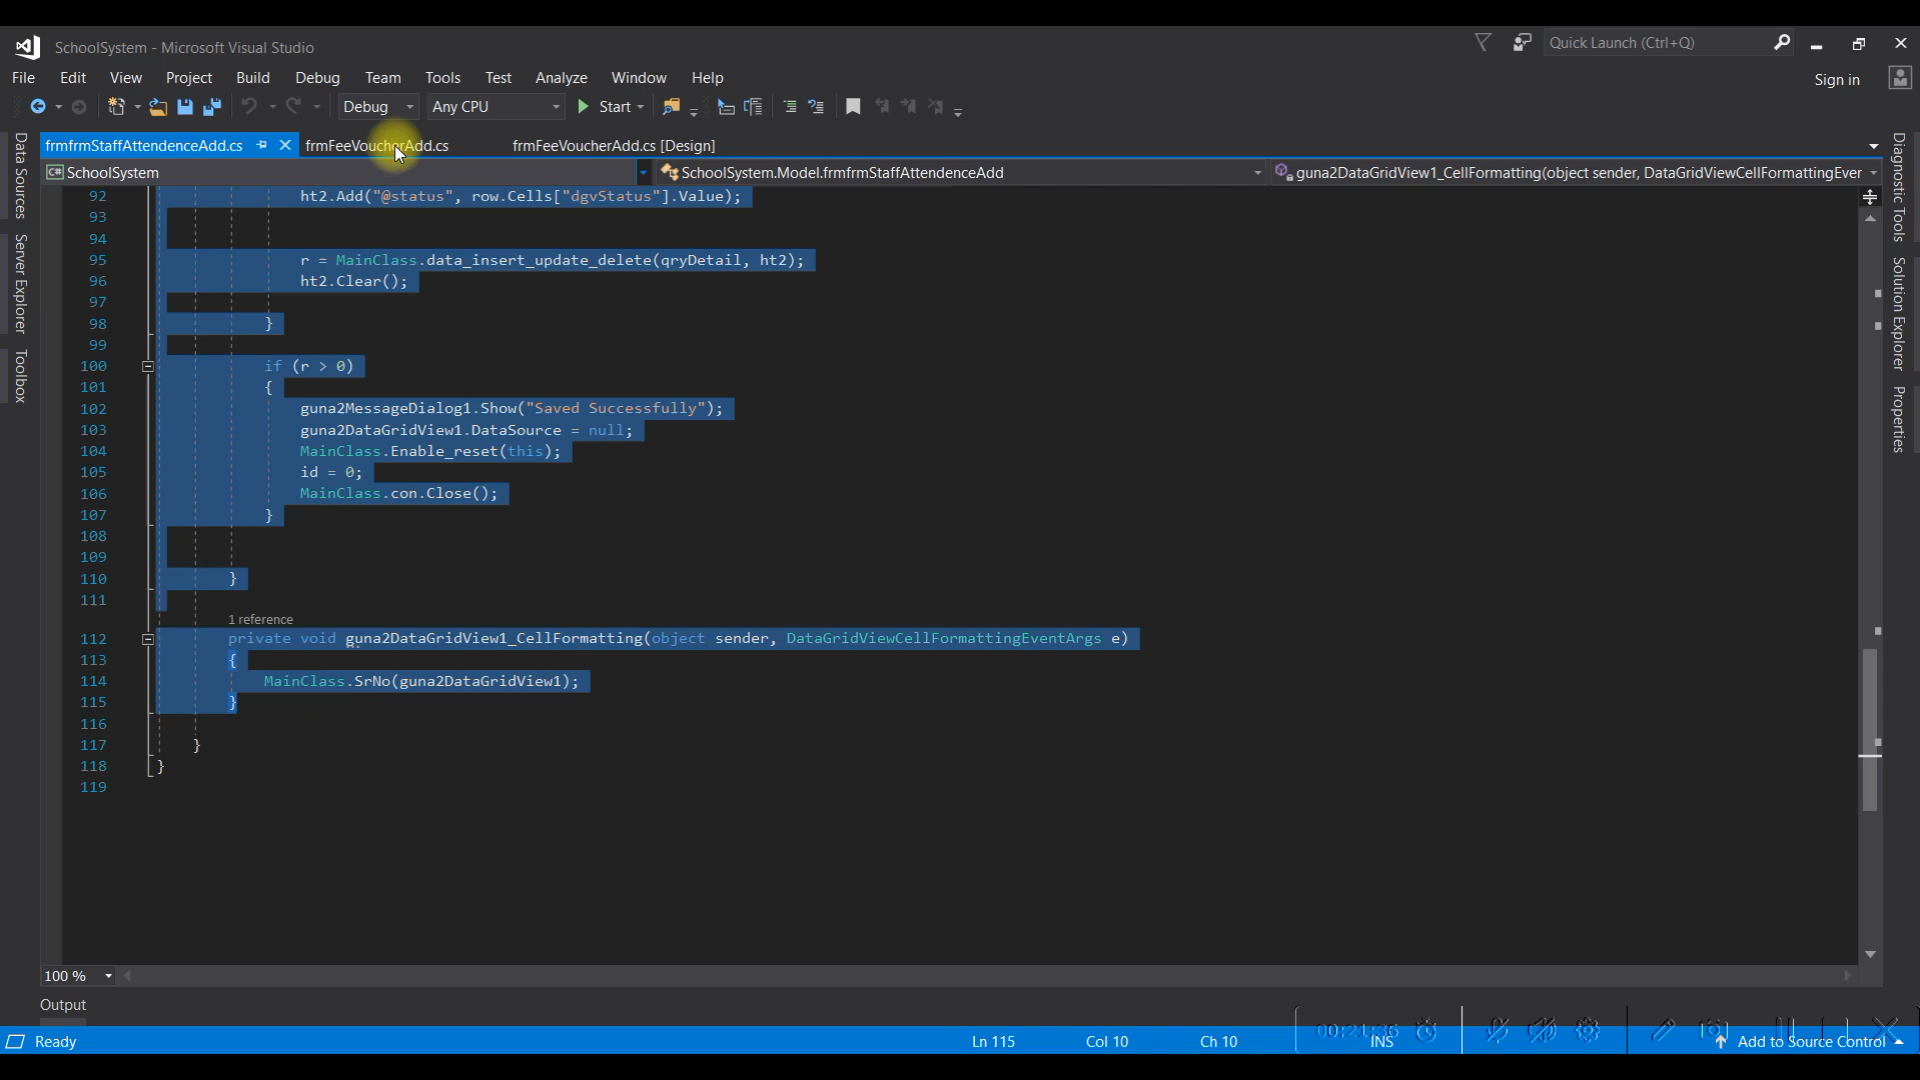 SchoolSystem - Microsoft Visual Studio
Quick Launch (Ctrl+Q)
File Edit View Project Build Debug Team Tools Test Analyze Window Help
Sign in
Debug Any CPU Start
frmfrmStaffAttendenceAdd.cs frmFeeVoucherAdd.cs frmFeeVoucherAdd.cs [Design]
C# SchoolSystem SchoolSystem.Model.frmfrmStaffAttendenceAdd guna2DataGridView1_CellFormatting(object sender, DataGridViewCellFormattingEver
Data Sources
Server Explorer
Toolbox
Diagnostic Tools
Solution Explorer
Properties
92 ht2.Add("@status", row.Cells["dgvStatus"].Value);
93
94
95 r = MainClass.data_insert_update_delete(qryDetail, ht2);
96 ht2.Clear();
97
98 }
99
100 if (r > 0)
101 {
102 guna2MessageDialog1.Show("Saved Successfully");
103 guna2DataGridView1.DataSource = null;
104 MainClass.Enable_reset(this);
105 id = 0;
106 MainClass.con.Close();
107 }
108
109
110 }
111
1 reference
112 private void guna2DataGridView1_CellFormatting(object sender, DataGridViewCellFormattingEventArgs e)
113 {
114 MainClass.SrNo(guna2DataGridView1);
115 }
116
117 }
118 }
119
100 %
Output
Ready Ln 115 Col 10 Ch 10 INS Add to Source Control
00:21:36